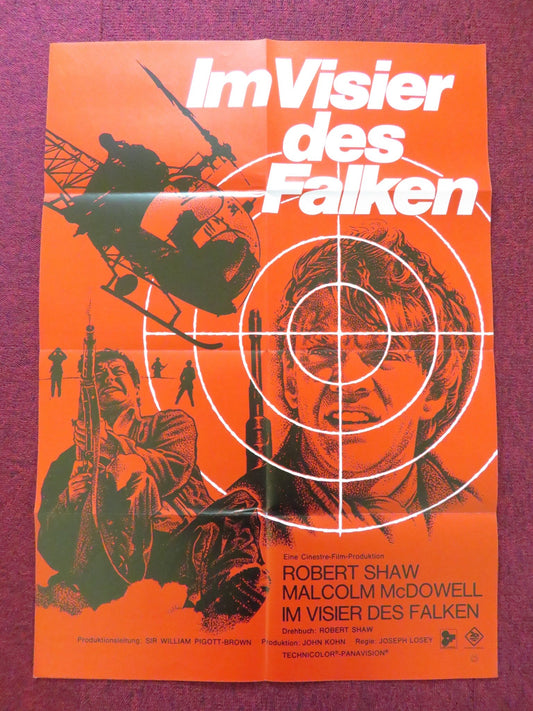 Im Visier
des
Falken
Eine Cinestre-Film-Produktion
ROBERT SHAW
MALCOLM McDOWELL
IM VISIER DES FALKEN
Drehbuch: ROBERT SHAW
Produktionsleitung: SIR WILLIAM PIGOTT-BROWN Produktion: JOHN KOHN Regie: JOSEPH LOSEY
TECHNICOLOR®-PANAVISION®